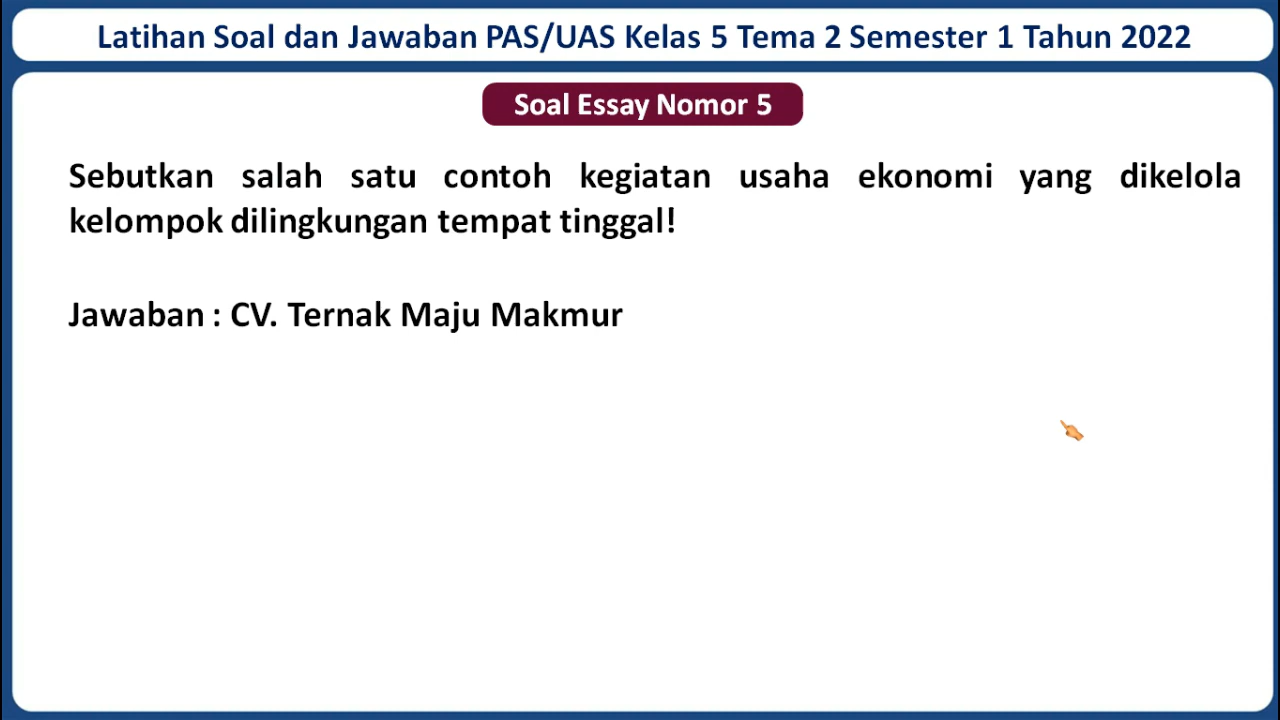 Latihan Soal dan Jawaban PAS/UAS Kelas 5 Tema 2 Semester 1 Tahun 2022
Soal Essay Nomor 5
Sebutkan salah satu contoh kegiatan usaha ekonomi yang dikelola
kelompok dilingkungan tempat tinggal!
Jawaban : CV. Ternak Maju Makmur